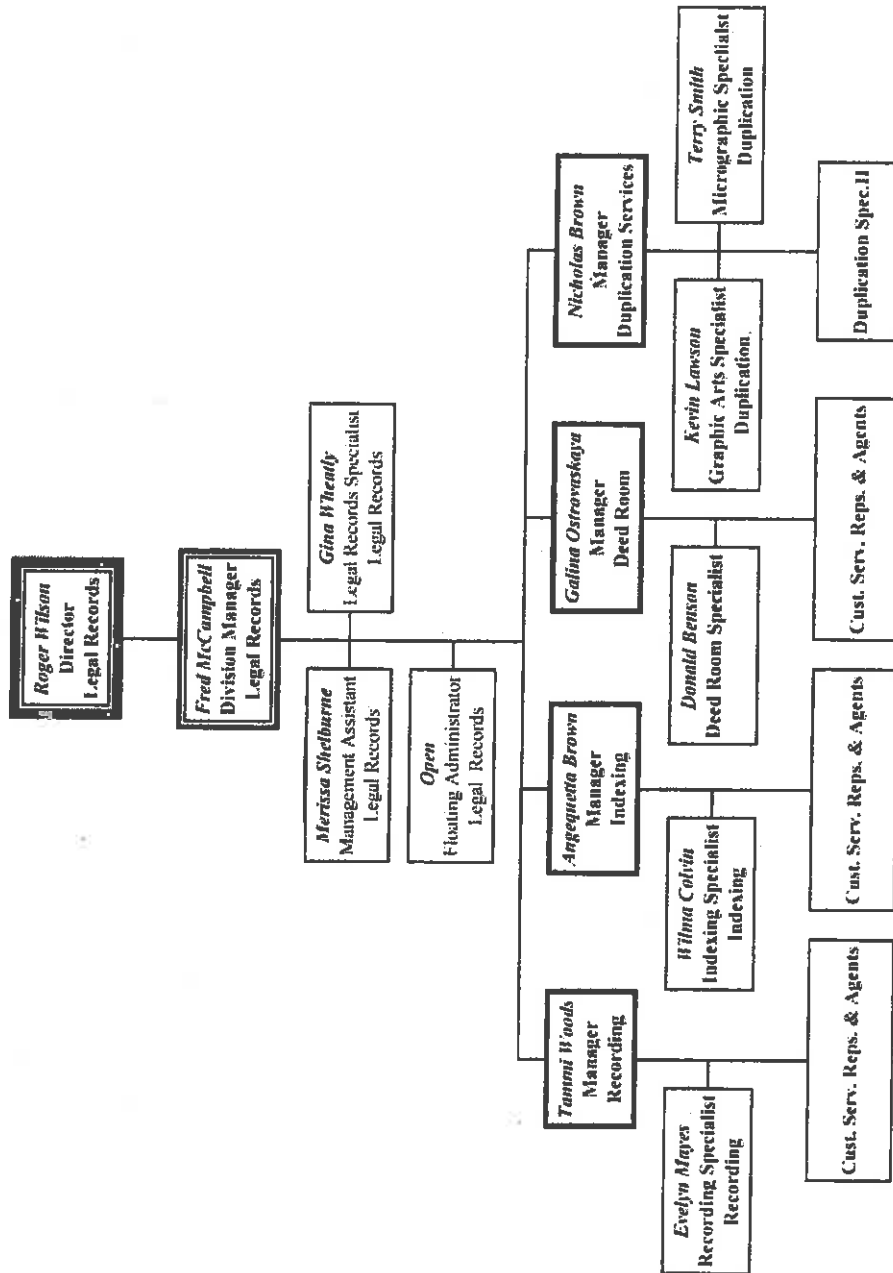 Roger Wilson
Director
Legal Records
Fred McCampbell
Division Manager
Legal Records
Merissa Shelburne
Management Assistant
Legal Records
Gina Wheatly
Legal Records Specialist
Legal Records
Open
Floating Administrator
Legal Records
Tammi Woods
Manager
Recording
Angequetta Brown
Manager
Indexing
Galina Ostrovaskaya
Manager
Deed Room
Nicholas Brown
Manager
Duplication Services
Evelyn Mayes
Recording Specialist
Recording
Wilma Colvin
Indexing Specialist
Indexing
Donald Benson
Deed Room Specialist
Kevin Lawson
Graphic Arts Specialist
Duplication
Terry Smith
Micrographic Specialist
Duplication
Cust. Serv. Reps. & Agents
Cust. Serv. Reps. & Agents
Cust. Serv. Reps. & Agents
Duplication Spec.II